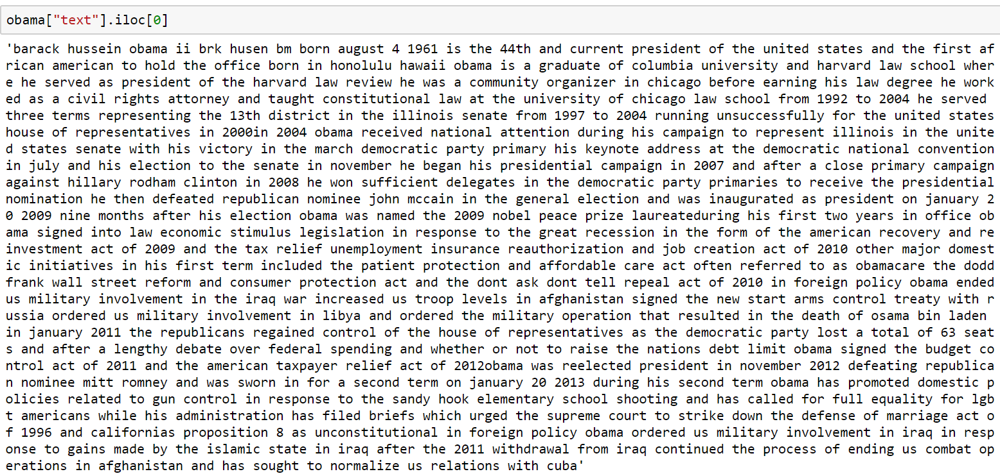 obama["text"].iloc[0]
'barack hussein obama ii brk husen bm born august 4 1961 is the 44th and current president of the united states and the first af
rican american to hold the office born in honolulu hawaii obama is a graduate of columbia university and harvard law school wher
e he served as president of the harvard law review he was a community organizer in chicago before earning his law degree he work
ed as a civil rights attorney and taught constitutional law at the university of chicago law school from 1992 to 2004 he served
three terms representing the 13th district in the illinois senate from 1997 to 2004 running unsuccessfully for the united states
house of representatives in 2000in 2004 obama received national attention during his campaign to represent illinois in the unite
d states senate with his victory in the march democratic party primary his keynote address at the democratic national convention
in july and his election to the senate in november he began his presidential campaign in 2007 and after a close primary campaign
against hillary rodham clinton in 2008 he won sufficient delegates in the democratic party primaries to receive the presidential
nomination he then defeated republican nominee john mccain in the general election and was inaugurated as president on january 2
0 2009 nine months after his election obama was named the 2009 nobel peace prize laureateduring his first two years in office ob
ama signed into law economic stimulus legislation in response to the great recession in the form of the american recovery and re
investment act of 2009 and the tax relief unemployment insurance reauthorization and job creation act of 2010 other major domest
ic initiatives in his first term included the patient protection and affordable care act often referred to as obamacare the dodd
frank wall street reform and consumer protection act and the dont ask dont tell repeal act of 2010 in foreign policy obama ended
us military involvement in the iraq war increased us troop levels in afghanistan signed the new start arms control treaty with r
ussia ordered us military involvement in libya and ordered the military operation that resulted in the death of osama bin laden
in january 2011 the republicans regained control of the house of representatives as the democratic party lost a total of 63 seat
s and after a lengthy debate over federal spending and whether or not to raise the nations debt limit obama signed the budget co
ntrol act of 2011 and the american taxpayer relief act of 2012obama was reelected president in november 2012 defeating republica
n nominee mitt romney and was sworn in for a second term on january 20 2013 during his second term obama has promoted domestic p
olicies related to gun control in response to the sandy hook elementary school shooting and has called for full equality for lgb
t americans while his administration has filed briefs which urged the supreme court to strike down the defense of marriage act o
f 1996 and californias proposition 8 as unconstitutional in foreign policy obama ordered us military involvement in iraq in resp
onse to gains made by the islamic state in iraq after the 2011 withdrawal from iraq continued the process of ending us combat op
erations in afghanistan and has sought to normalize us relations with cuba'